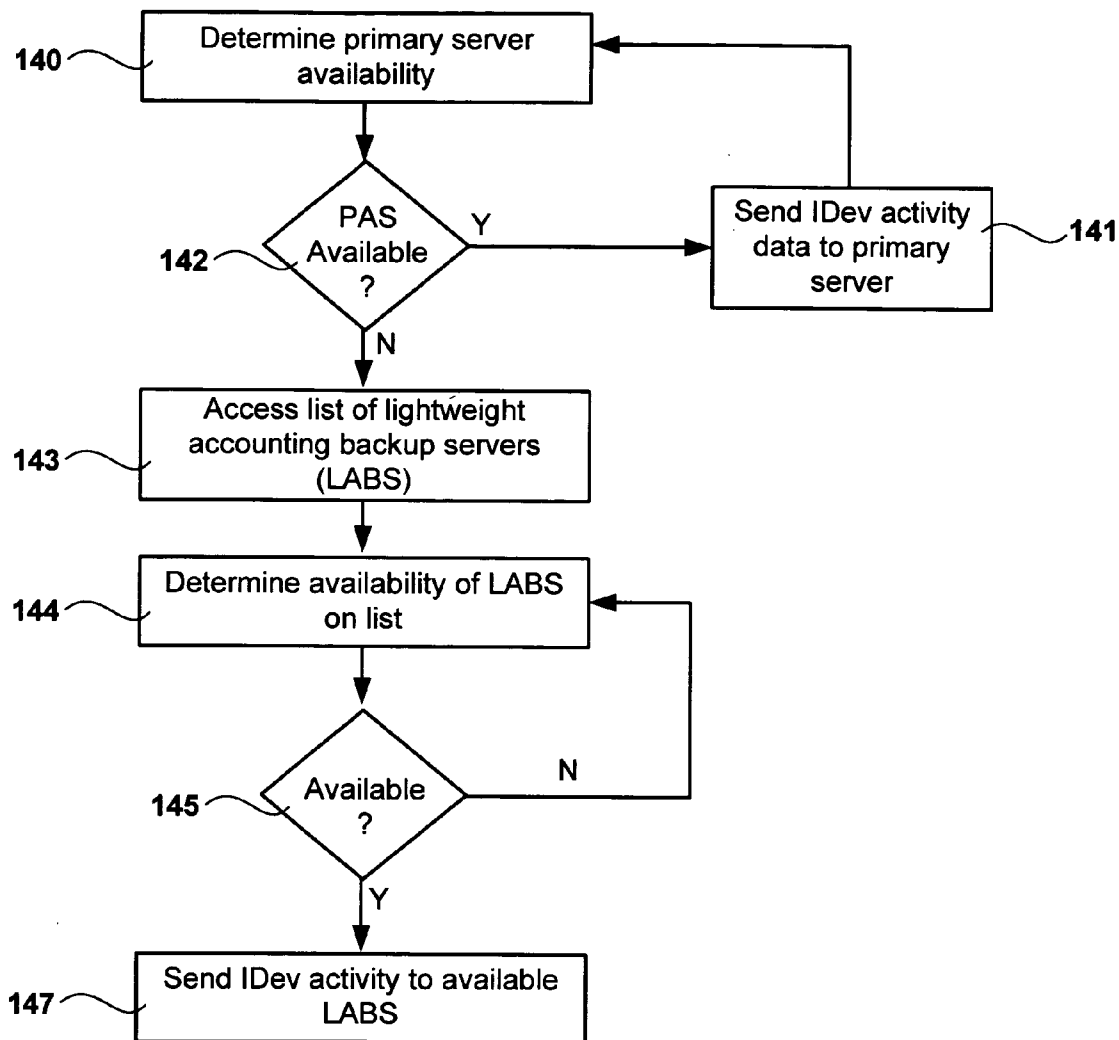 140
Determine primary server
availability
PAS
Available
?
142
Y
Send IDev activity
data to primary
server
141
N
Access list of lightweight
accounting backup servers
(LABS)
143
Determine availability of LABS
on list
144
Available
?
145
N
Y
Send IDev activity to available
LABS
147